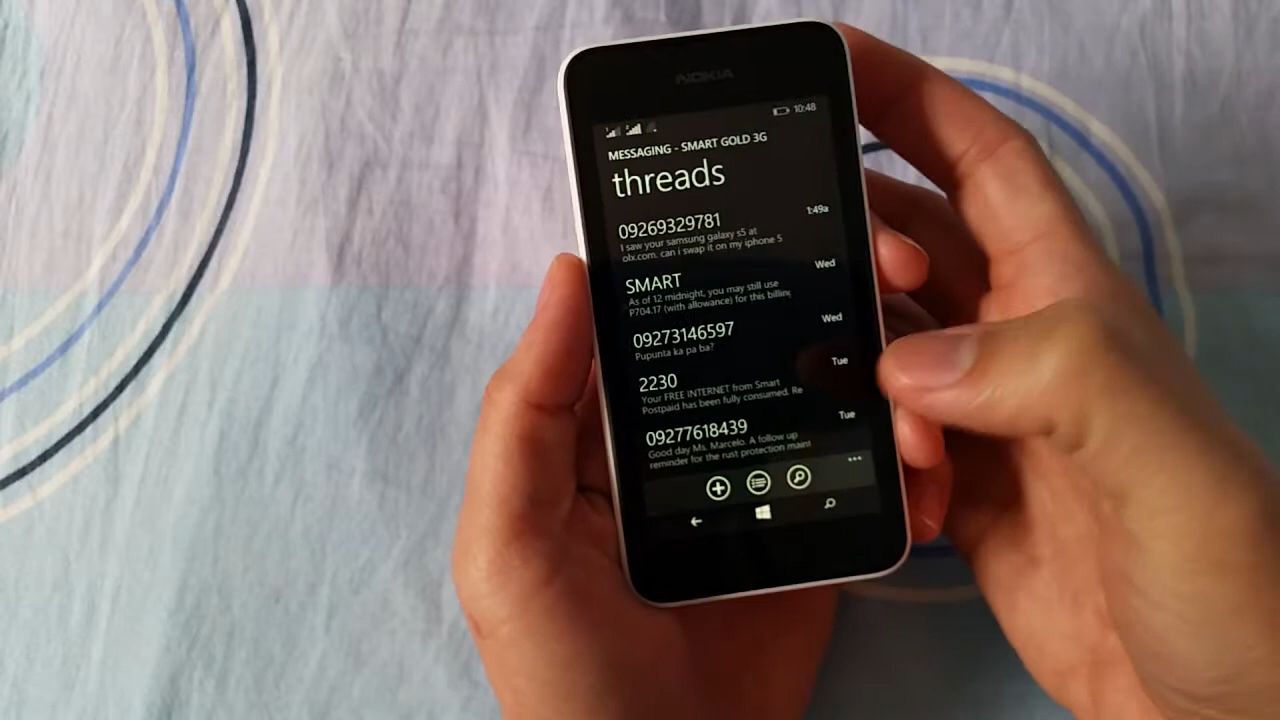 NOKIA
10:48
MESSAGING - SMART GOLD 3G
threads
09269329781
1:49a
I saw your samsung galaxy s5 at
olx.com. can i swap it on my iphone 5
SMART
Wed
As of 12 midnight, you may still use
P704.17 (with allowance) for this billing
09273146597
Wed
Pupunta ka pa ba?
2230
Tue
Your FREE INTERNET from Smart
Postpaid has been fully consumed. Re
09277618439
Tue
Good day Ms. Marcelo. A follow up
reminder for the rust protection maint